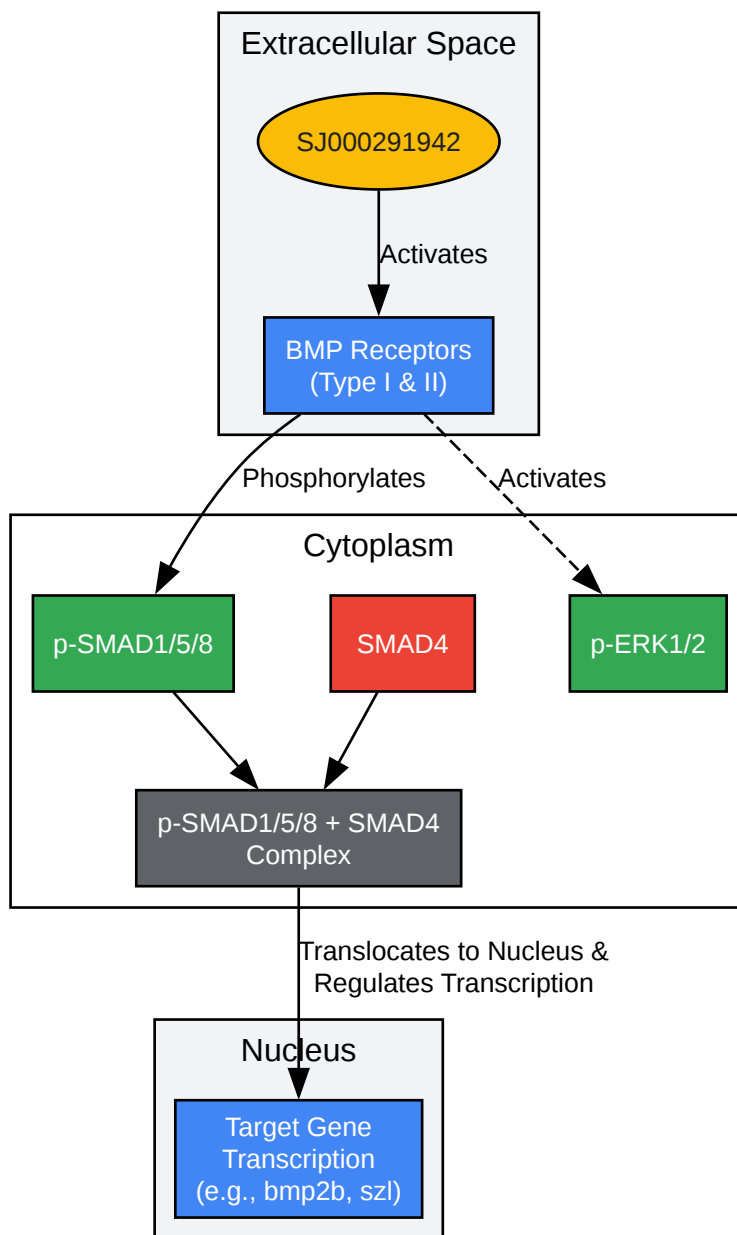 Extracellular Space
SJ000291942
Activates
BMP Receptors
(Type I & II)
Phosphorylates
Activates
Cytoplasm
p-SMAD1/5/8
SMAD4
p-ERK1/2
p-SMAD1/5/8 + SMAD4
Complex
Translocates to Nucleus &
Regulates Transcription
Nucleus
Target Gene
Transcription
(e.g., bmp2b, szl)